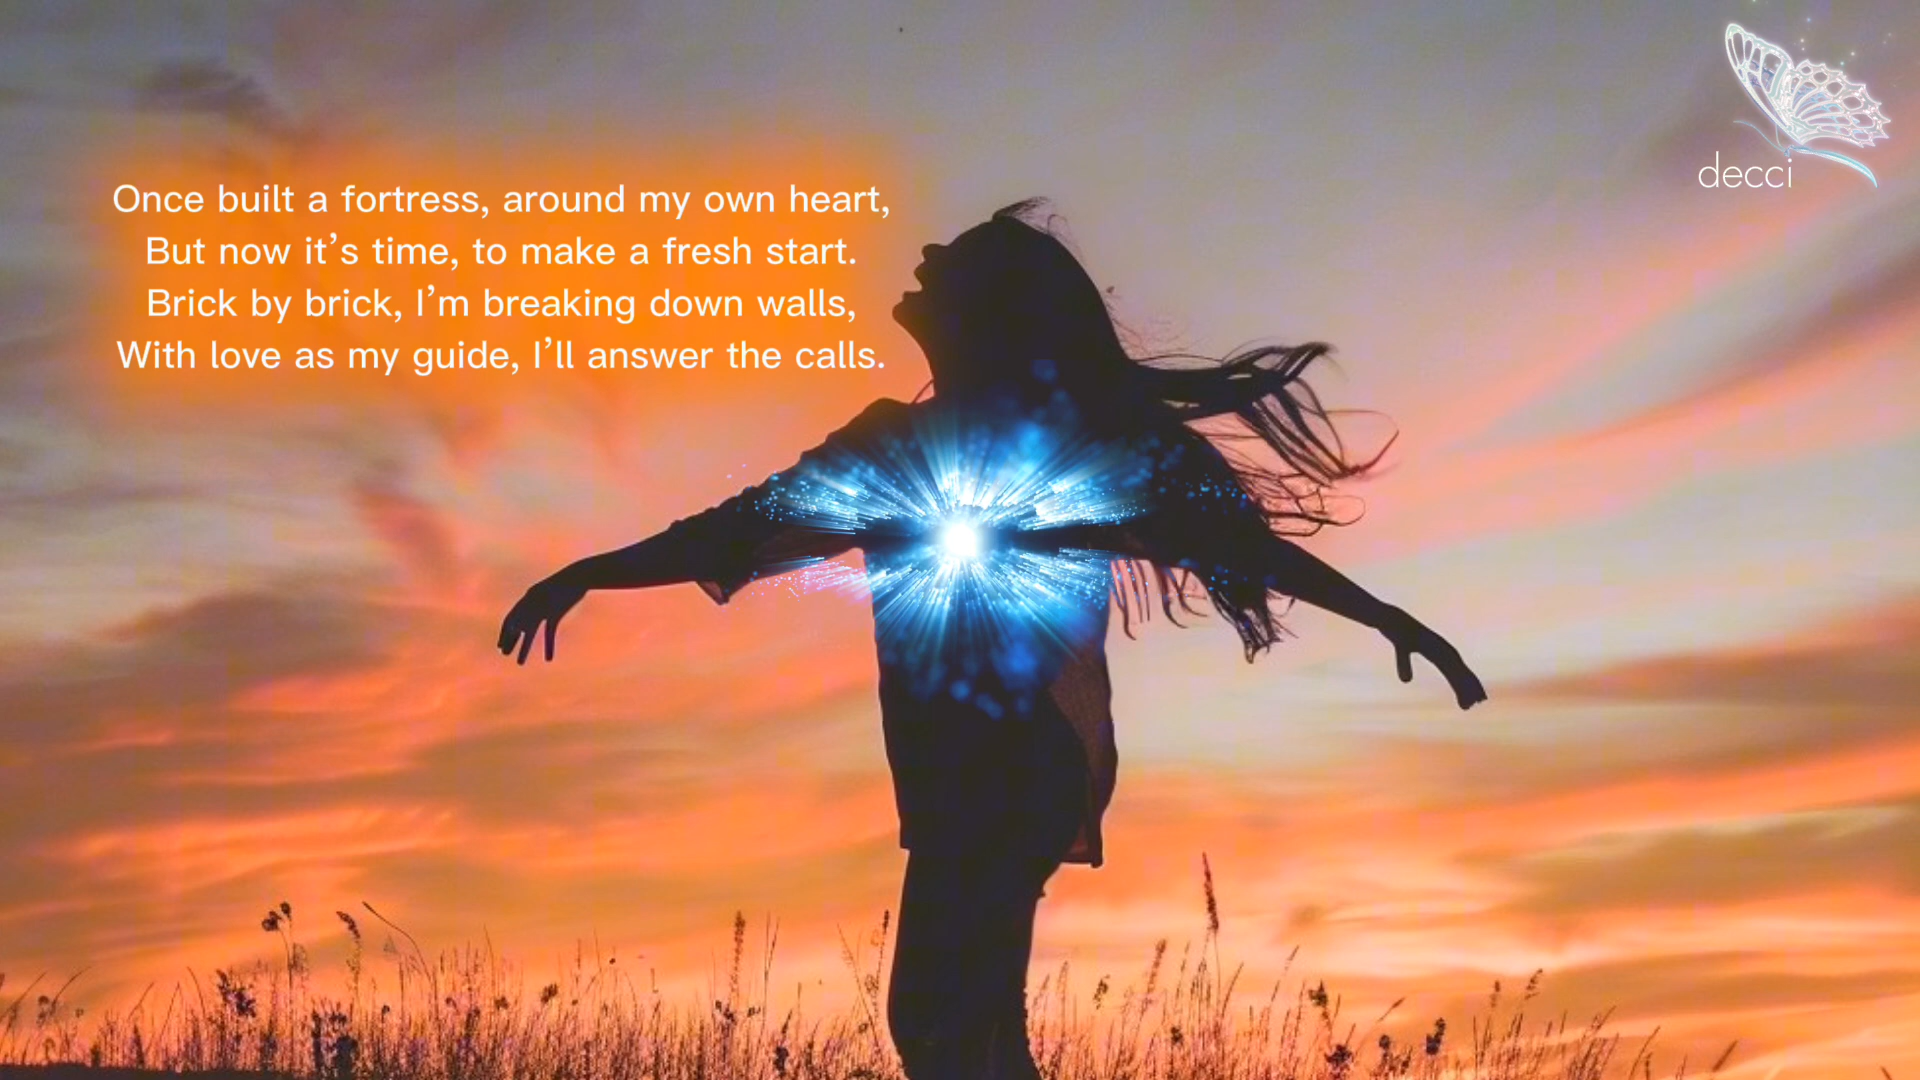 Once built a fortress, around my own heart,
But now it’s time, to make a fresh start.
Brick by brick, I’m breaking down walls,
With love as my guide, I’ll answer the calls.
decci